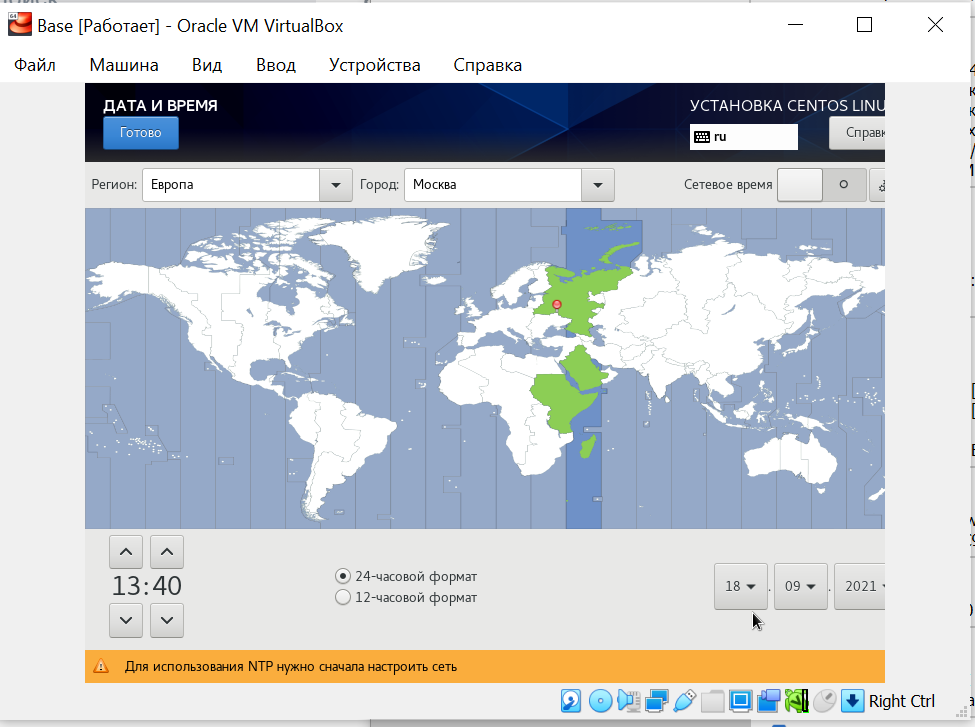 Base [Работает] - Oracle VM VirtualBox
Файл Машина Вид Ввод Устройства Справка
ДАТА И ВРЕМЯ
УСТАНОВКА CENTOS LINU
Готово
ru
Справк
Регион: Европа Город: Москва Сетевое время
13:40
24-часовой формат
12-часовой формат
18 . 09 . 2021
Для использования NTP нужно сначала настроить сеть
Right Ctrl